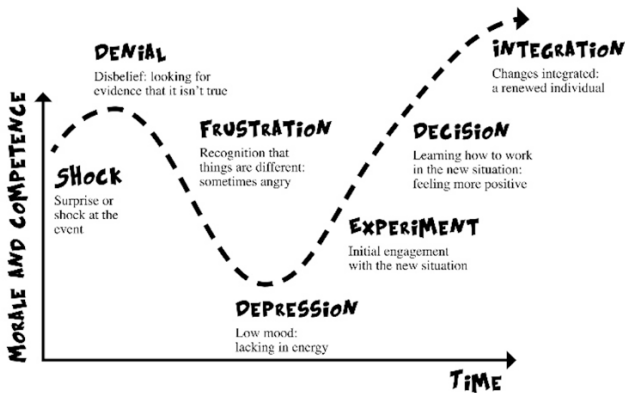 DENIAL
Disbelief: looking for
evidence that it isn't true
INTEGRATION
Changes integrated:
a renewed individual
FRUSTRATION
Recognition that
things are different:
sometimes angry
DECISION
Learning how to work
in the new situation:
feeling more positive
SHOCK
Surprise or
shock at the
event
EXPERIMENT
Initial engagement
with the new situation
DEPRESSION
Low mood:
lacking in energy
MORALE AND COMPETENCE
TIME